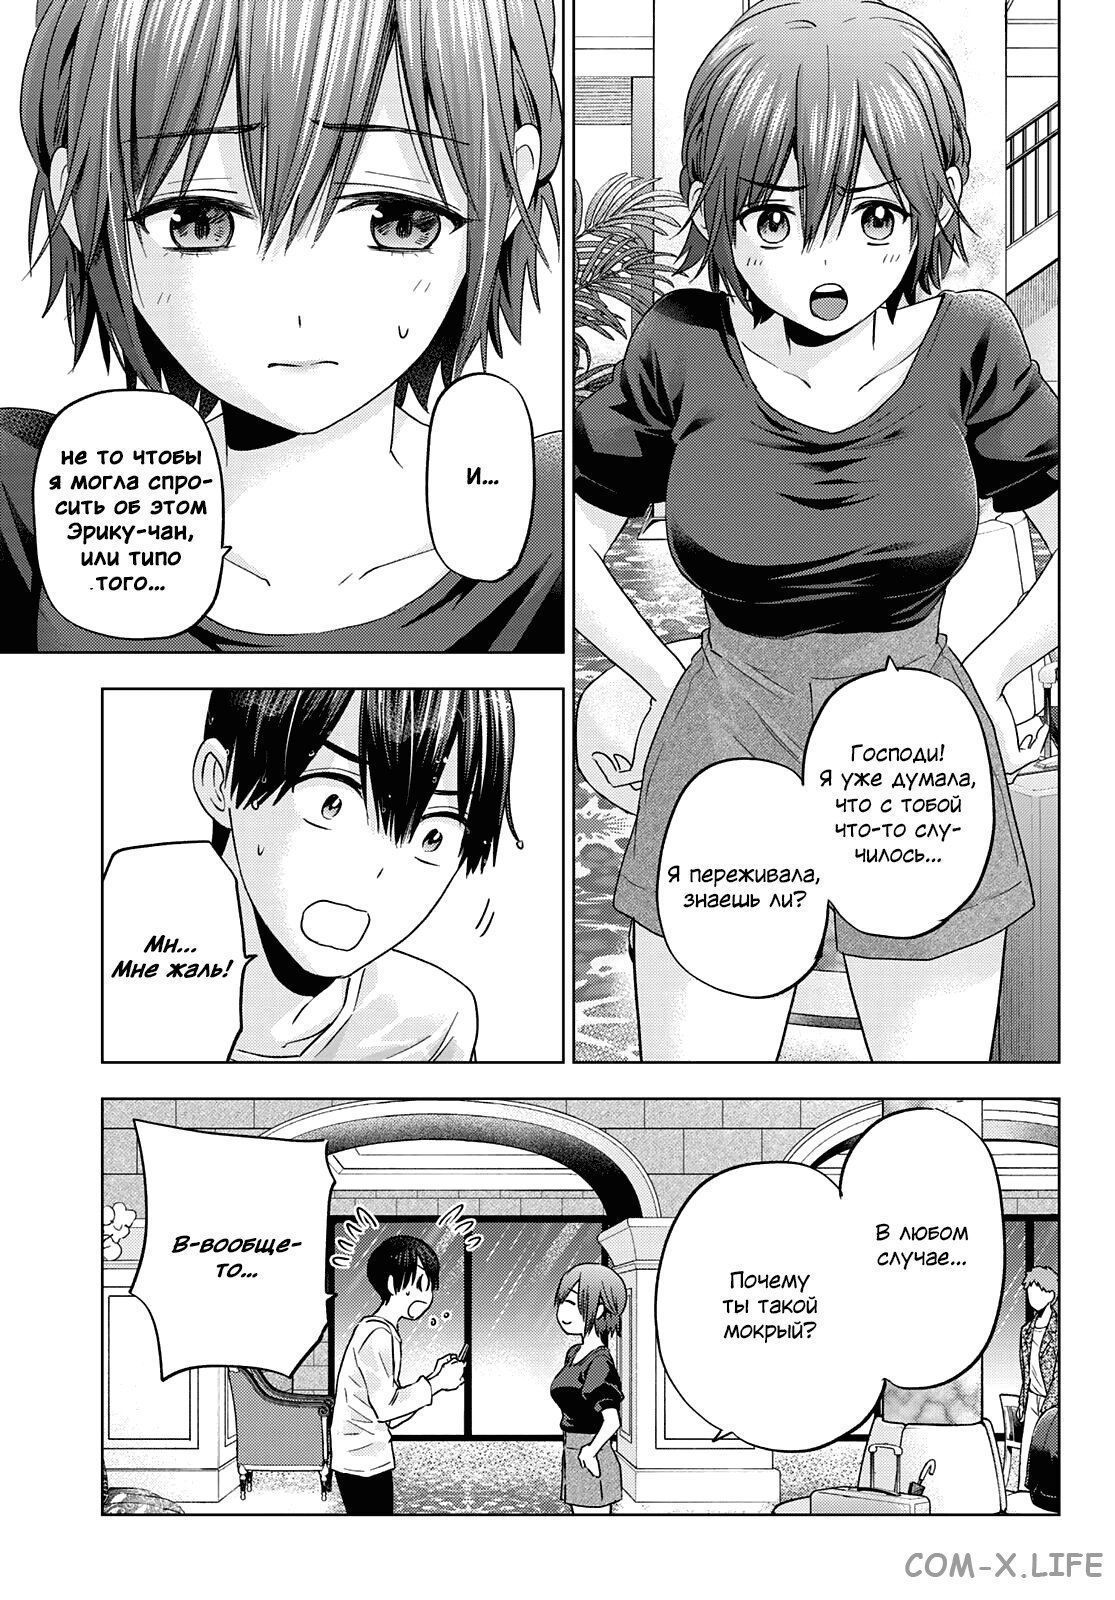 Господи!
Я уже думала,
что с тобой
что-то слу-
чилось...
Я переживала,
знаешь ли?
И...
не то чтобы
я могла спро-
сить об этом
Эрику-чан,
или типо
того...
Мн...
Мне жаль!
В любом
случае...
Почему
ты такой
мокрый?
В-вообще-
то...
COM-X.LIFE